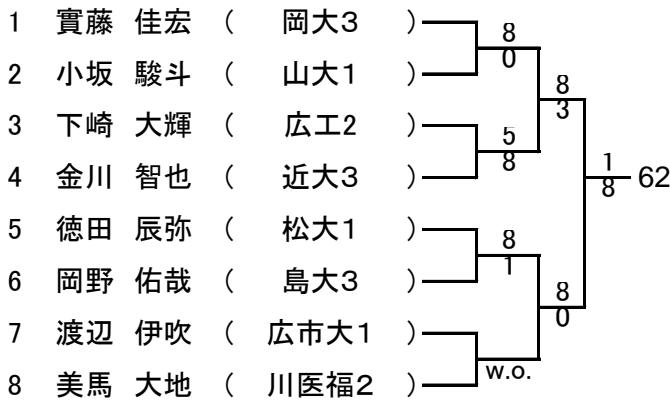 1 實藤 佳宏 ( 岡大3 )
8
0
2 小坂 駿斗 ( 山大1 )
8
3
3 下崎 大輝 ( 広工2 )
5
8
4 金川 智也 ( 近大3 )
1
8
62
5 徳田 辰弥 ( 松大1 )
8
1
6 岡野 佑哉 ( 島大3 )
8
0
7 渡辺 伊吹 ( 広市大1 )
w.o.
8 美馬 大地 ( 川医福2 )